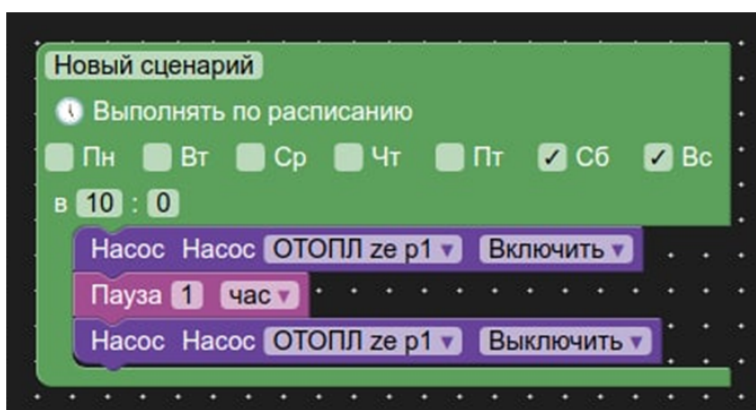 Новый сценарий
Выполнять по расписанию
Пн Вт Ср Чт Пт Сб Вс
в 10 : 0
Насос Насос ОТОПЛ ze p1 Включить
Пауза 1 час
Насос Насос ОТОПЛ ze p1 Выключить